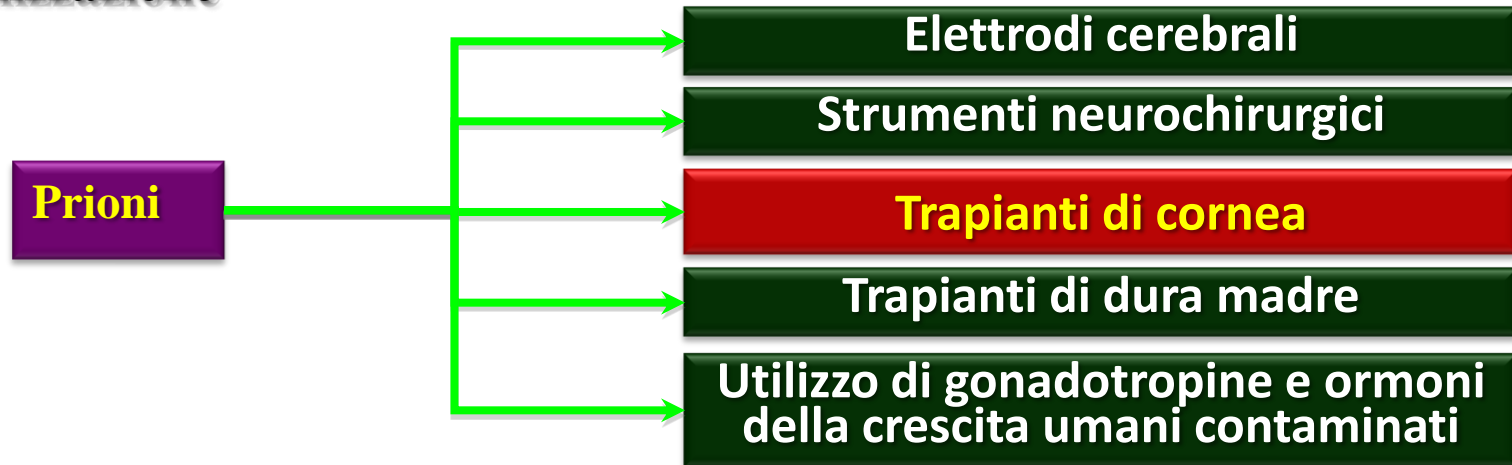 Elettrodi cerebrali
Strumenti neurochirurgici
Prioni
Trapianti di cornea
Trapianti di dura madre
Utilizzo di gonadotropine e ormoni
della crescita umani contaminati